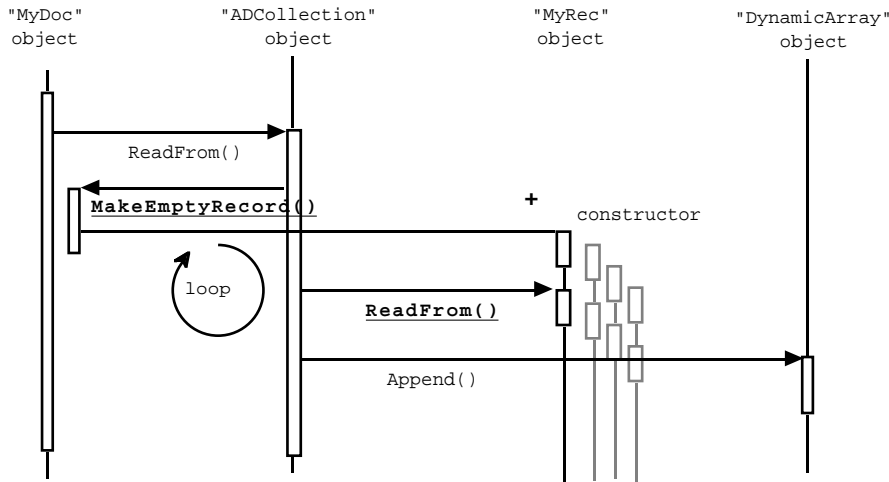 "MyDoc" "ADCollection" "MyRec" "DynamicArray"
object object object object
ReadFrom()
MakeEmptyRecord()
+
constructor
loop
ReadFrom()
Append()